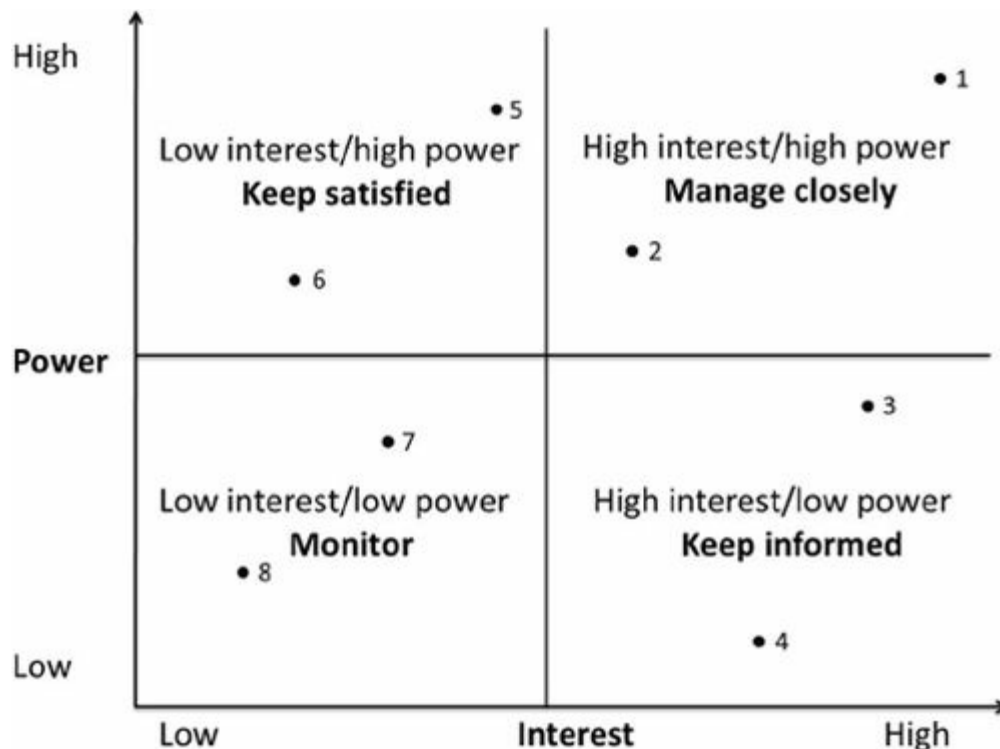 High
5
1
Low interest/high power
Keep satisfied
High interest/high power
Manage closely
2
6
Power
3
7
Low interest/low power
Monitor
High interest/low power
Keep informed
8
4
Low
Low
Interest
High